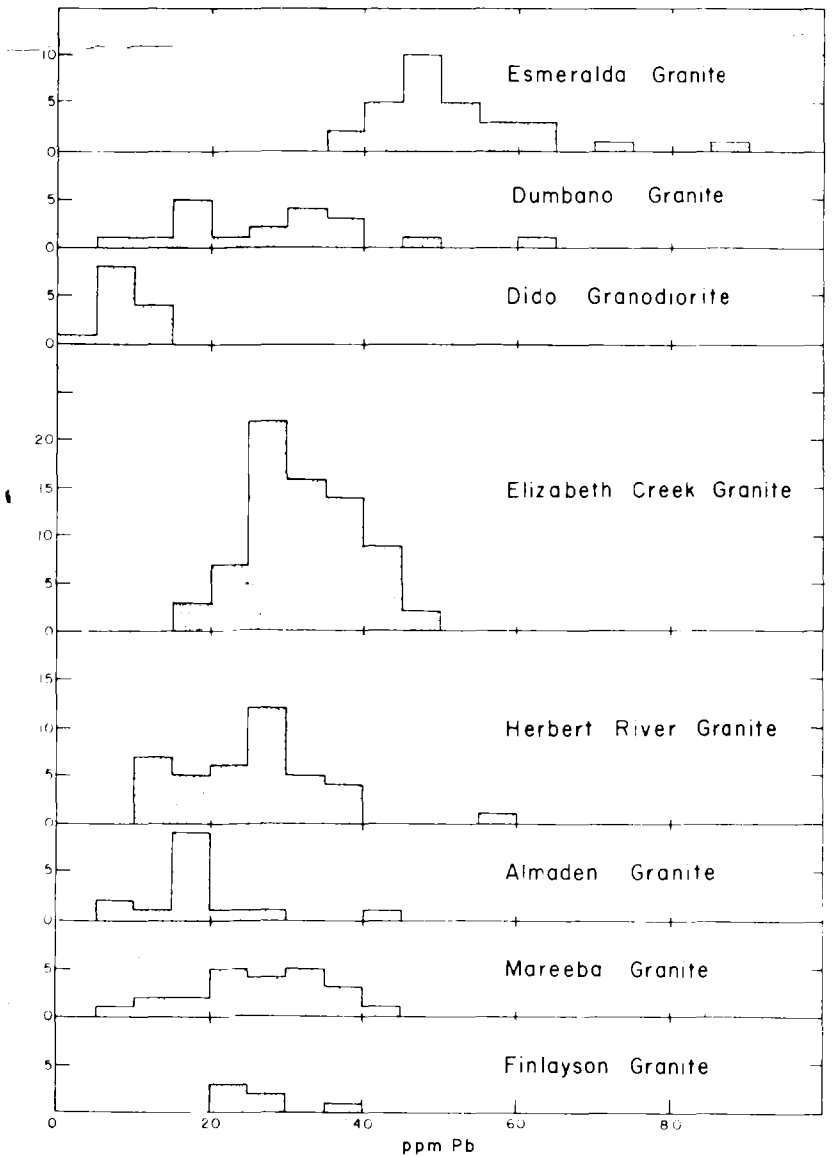 10
5
0
Esmeralda Granite
5
0
Dumbano Granite
5
0
Dido Granodiorite
20
15
10
5
0
Elizabeth Creek Granite
15
10
5
0
Herbert River Granite
5
0
Almaden Granite
5
0
Mareeba Granite
5
0
Finlayson Granite
20
40
60
80
ppm Pb